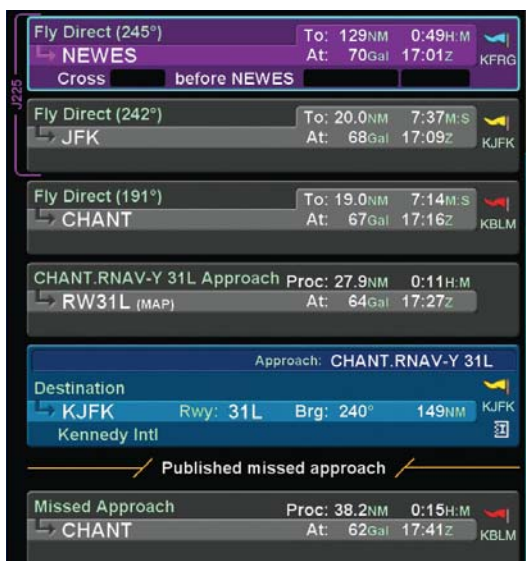 J225
Fly Direct (245°) To: 129NM 0:49H:M
NEWES At: 70Gal 17:01Z KFRG
Cross before NEWES
Fly Direct (242°) To: 20.0NM 7:37M:S
JFK At: 68Gal 17:09Z KJFK
Fly Direct (191°) To: 19.0NM 7:14M:S
CHANT At: 67Gal 17:16Z KBLM
CHANT.RNAV-Y 31L Approach Proc: 27.9NM 0:11H:M
RW31L (MAP) At: 64Gal 17:27Z
Approach: CHANT.RNAV-Y 31L
Destination
KJFK Rwy: 31L Brg: 240° 149NM KJFK
Kennedy Intl
Published missed approach
Missed Approach Proc: 38.2NM 0:15H:M
CHANT At: 62Gal 17:41Z KBLM